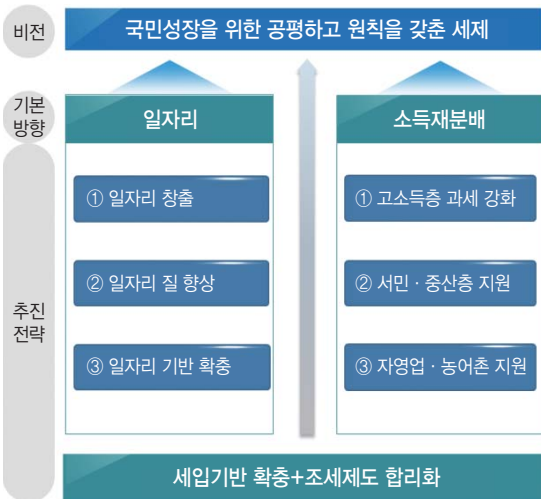 비전
국민성장을 위한 공평하고 원칙을 갖춘 세제
기본
방향
일자리
소득재분배
추진
전략
① 일자리 창출
② 일자리 질 향상
③ 일자리 기반 확충
① 고소득층 과세 강화
② 서민 · 중산층 지원
③ 자영업 · 농어촌 지원
세입기반 확충+조세제도 합리화